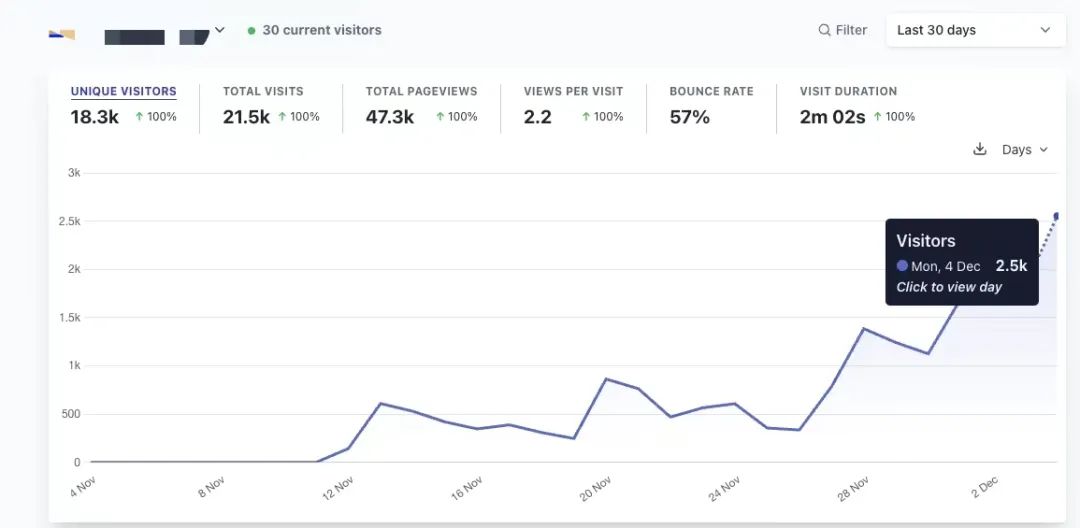 30 current visitors
Filter
Last 30 days
UNIQUE VISITORS TOTAL VISITS TOTAL PAGEVIEWS VIEWS PER VISIT BOUNCE RATE VISIT DURATION
18.3k ↑ 100% 21.5k ↑ 100% 47.3k ↑ 100% 2.2 ↑ 100% 57% 2m 02s ↑ 100%
Days
3k
2.5k
2k
1.5k
1k
500
0
Visitors
Mon, 4 Dec 2.5k
Click to view day
4 Nov 8 Nov 12 Nov 16 Nov 20 Nov 24 Nov 28 Nov 2 Dec